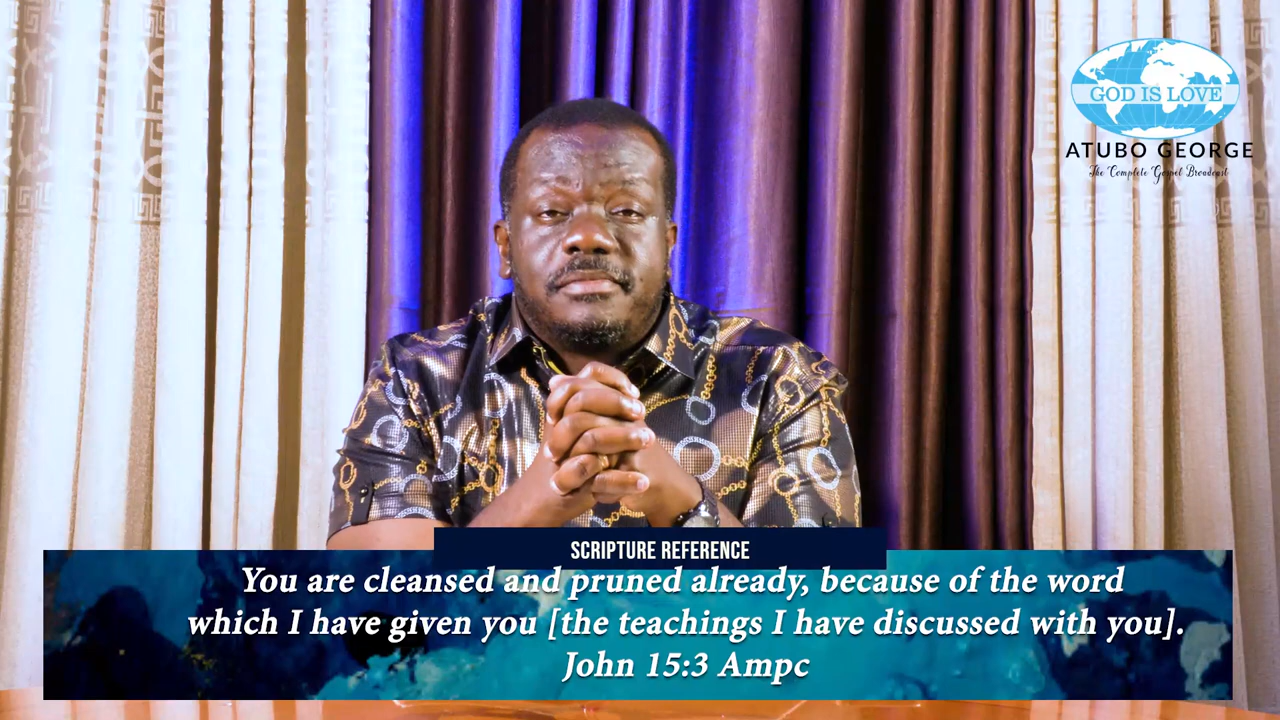 GOD IS LOVE
ATUBO GEORGE
The Complete Gospel Broadcast
SCRIPTURE REFERENCE
You are cleansed and pruned already, because of the word
which I have given you [the teachings I have discussed with you].
John 15:3 Ampc